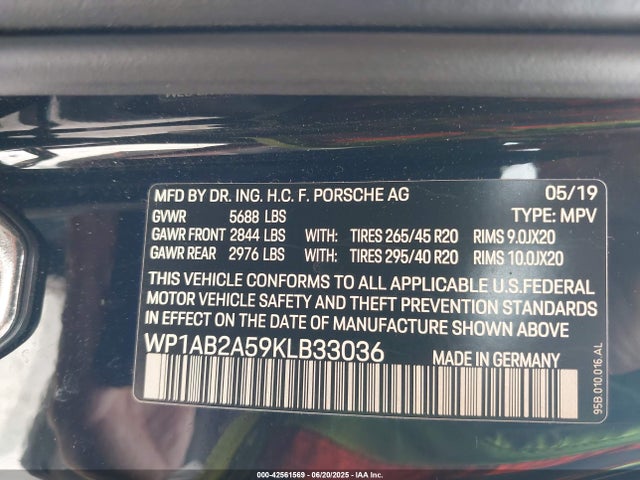 MFD BY DR. ING. H.C. F. PORSCHE AG 05/19
GVWR 5688 LBS TYPE: MPV
GAWR FRONT 2844 LBS WITH: TIRES 265/45 R20 RIMS 9.0JX20
GAWR REAR 2976 LBS WITH: TIRES 295/40 R20 RIMS 10.0JX20
THIS VEHICLE CONFORMS TO ALL APPLICABLE U.S.FEDERAL
MOTOR VEHICLE SAFETY AND THEFT PREVENTION STANDARDS
IN EFFECT ON THE DATE OF MANUFACTURE SHOWN ABOVE
WP1AB2A59KLB33036
95B.010.016.AL
000-42561569 - 06/20/2025 - IAA Inc.